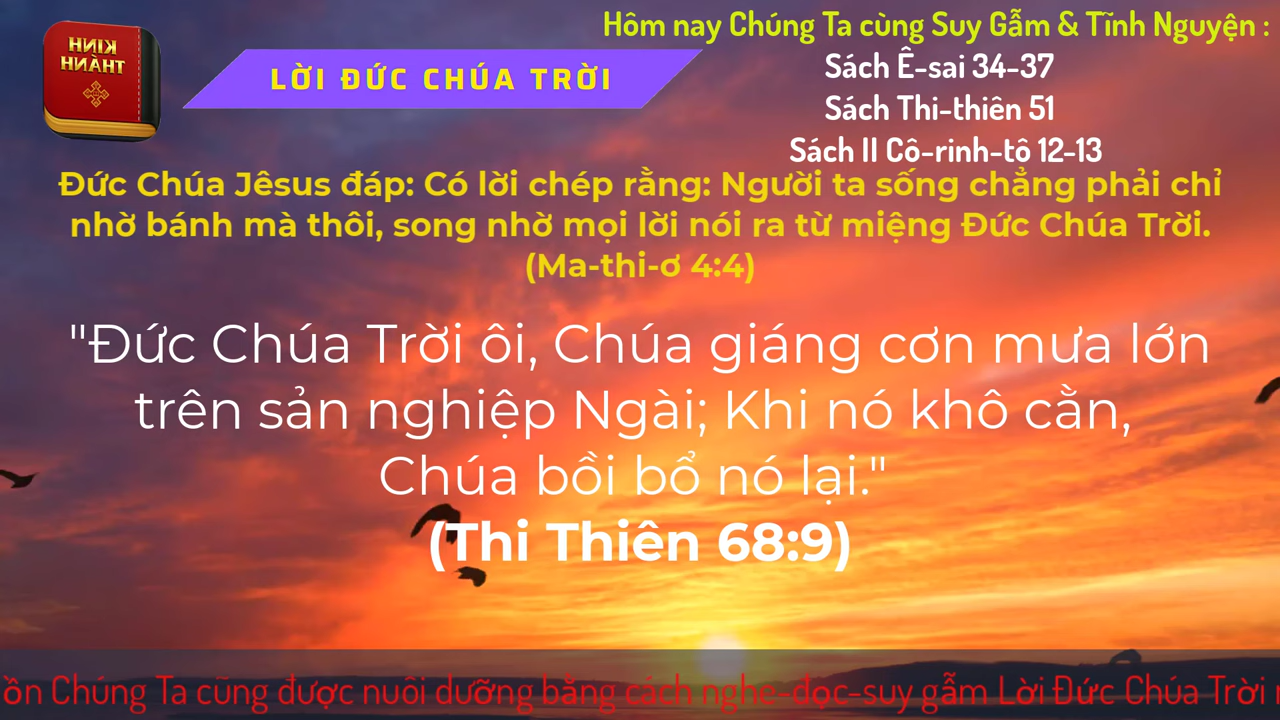 Hôm nay Chúng Ta cùng Suy Gẫm & Tĩnh Nguyện :
Sách Ê-sai 34-37
Sách Thi-thiên 51
Sách II Cô-rinh-tô 12-13
KINH
THÁNH
LỜI ĐỨC CHÚA TRỜI
Đức Chúa Jêsus đáp: Có lời chép rằng: Người ta sống chẳng phải chỉ
nhờ bánh mà thôi, song nhờ mọi lời nói ra từ miệng Đức Chúa Trời.
(Ma-thi-ơ 4:4)
"Đức Chúa Trời ôi, Chúa giáng cơn mưa lớn
trên sản nghiệp Ngài; Khi nó khô cằn,
Chúa bồi bổ nó lại."
(Thi Thiên 68:9)
ồn Chúng Ta cũng được nuôi dưỡng bằng cách nghe-đọc-suy gẫm Lời Đức Chúa Trời